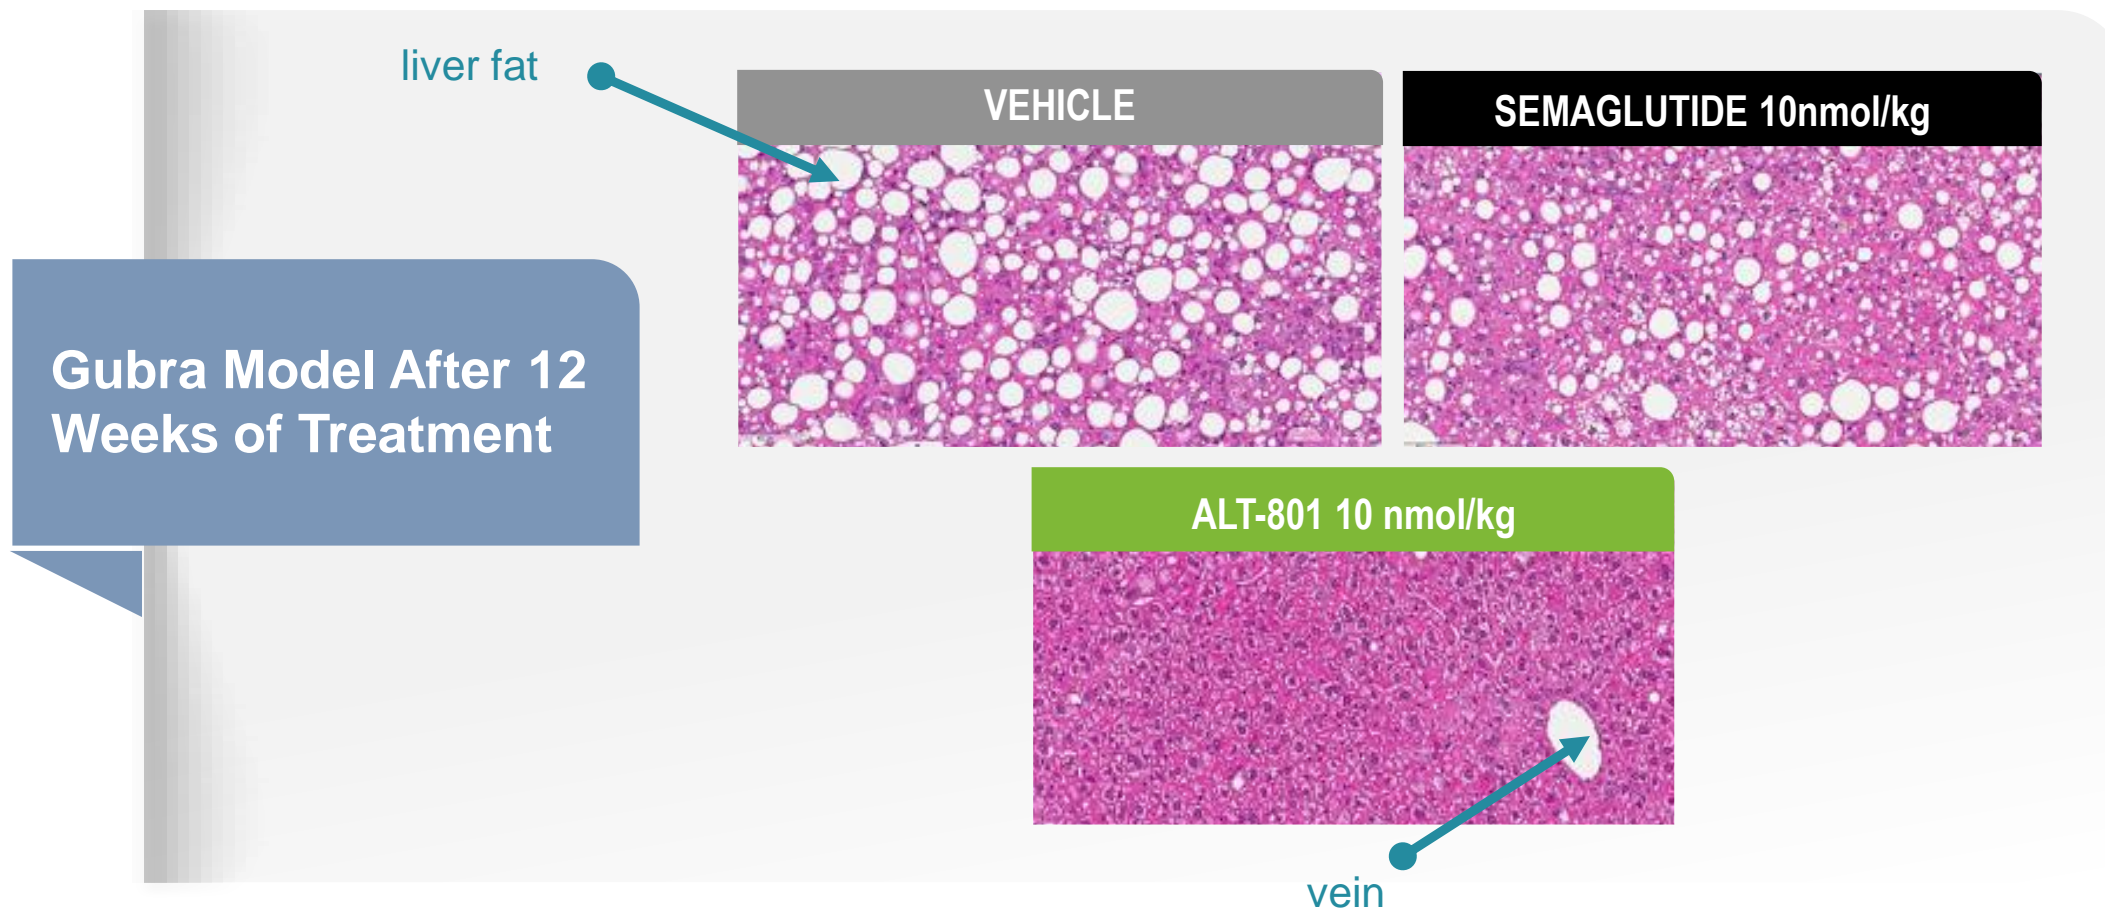 liver fat
VEHICLE
SEMAGLUTIDE 10nmol/kg
Gubra Model After 12
Weeks of Treatment
ALT-801 10 nmol/kg
vein